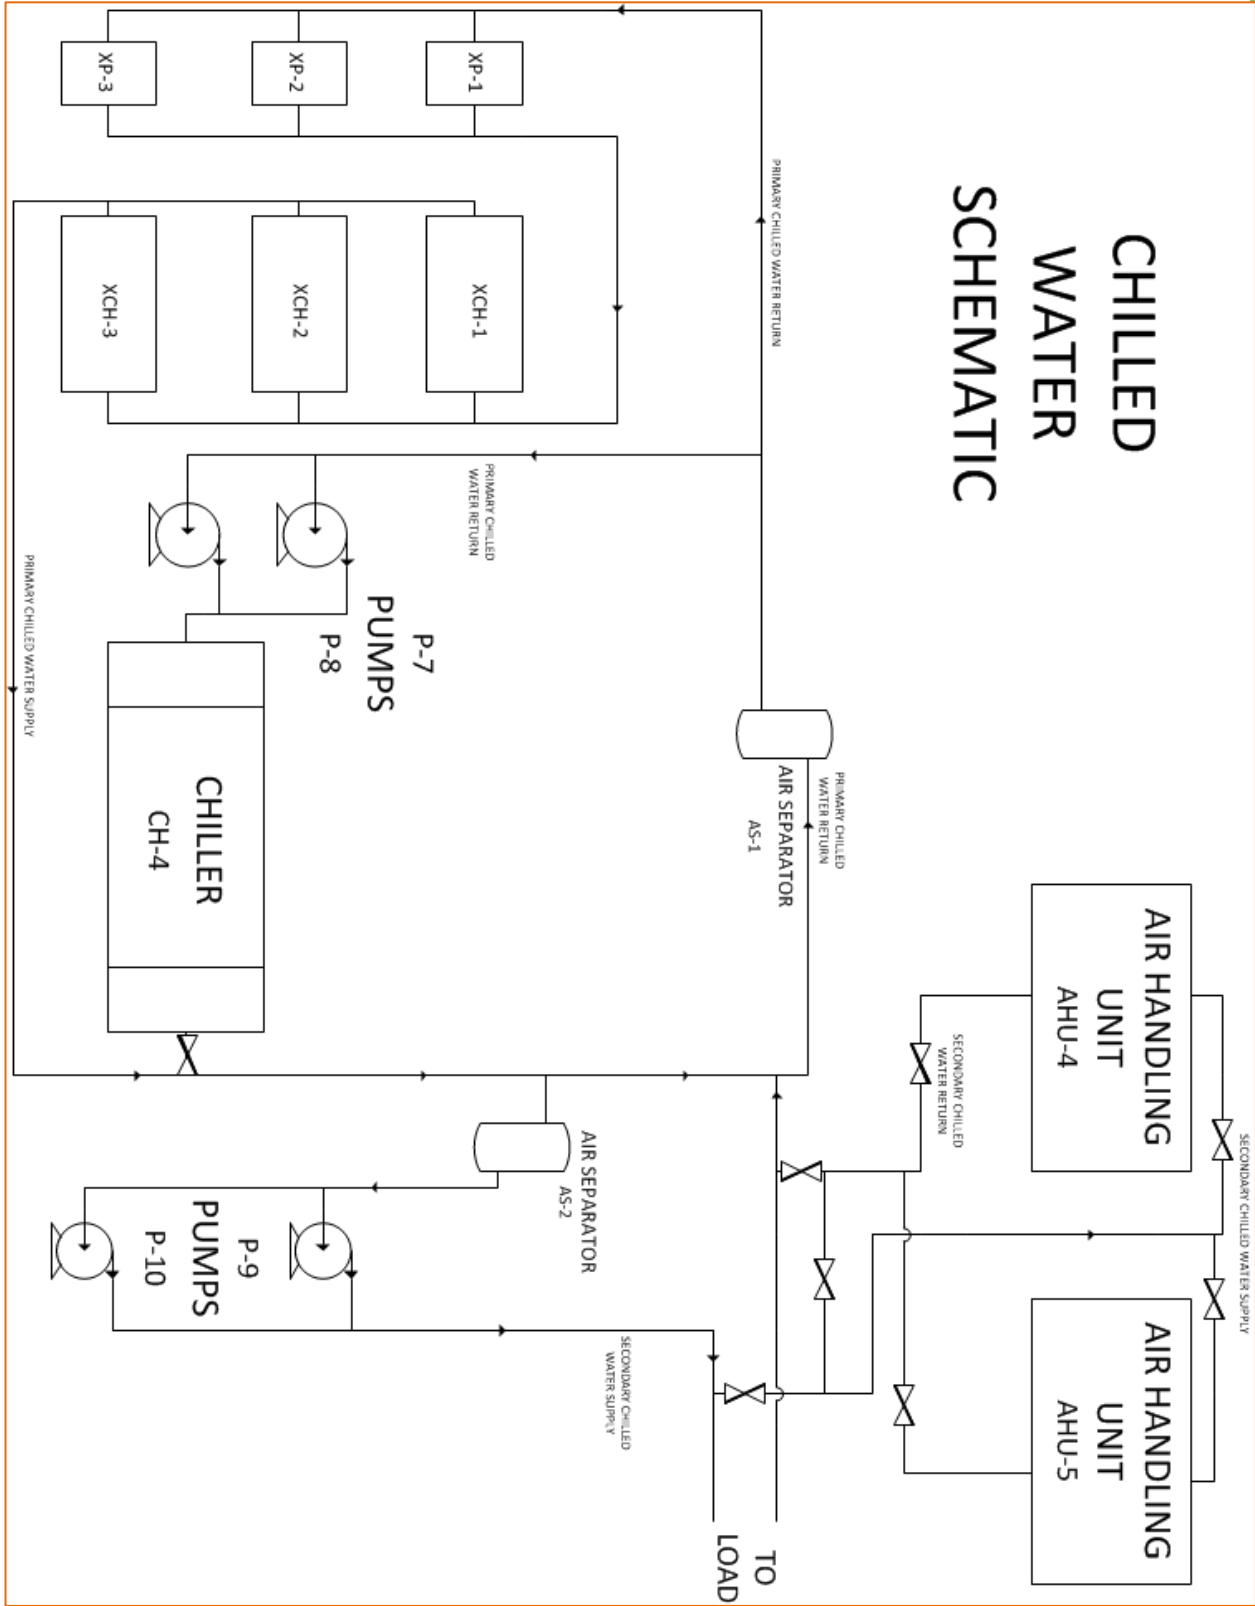 CHILLED
WATER
SCHEMATIC
AIR HANDLING
UNIT
AHU-4
AIR HANDLING
UNIT
AHU-5
SECONDARY CHILLED WATER SUPPLY
SECONDARY CHILLED
WATER RETURN
PRIMARY CHILLED WATER RETURN
PRIMARY CHILLED
WATER RETURN
AIR SEPARATOR
AS-1
TO
LOAD
SECONDARY CHILLED
WATER SUPPLY
AIR SEPARATOR
AS-2
XP-1
XP-2
XP-3
XCH-1
XCH-2
XCH-3
PRIMARY CHILLED
WATER RETURN
P-7
PUMPS
P-8
CHILLER
CH-4
P-9
PUMPS
P-10
PRIMARY CHILLED WATER SUPPLY